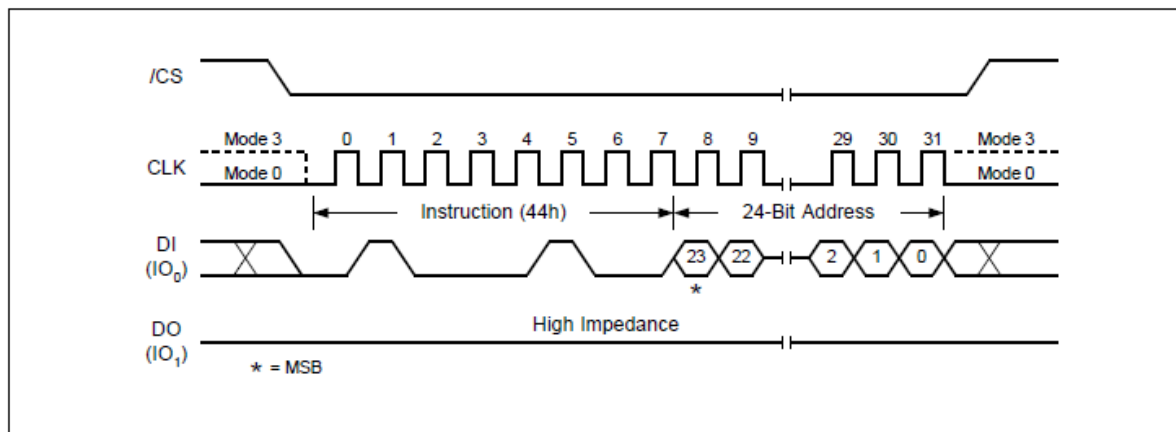 /CS
Mode 3 0 1 2 3 4 5 6 7 8 9 29 30 31 Mode 3
CLK
Mode 0 Mode 0
Instruction (44h) 24-Bit Address
DI
(IO₀)
23 22 2 1 0
*
High Impedance
DO
(IO₁)
* = MSB